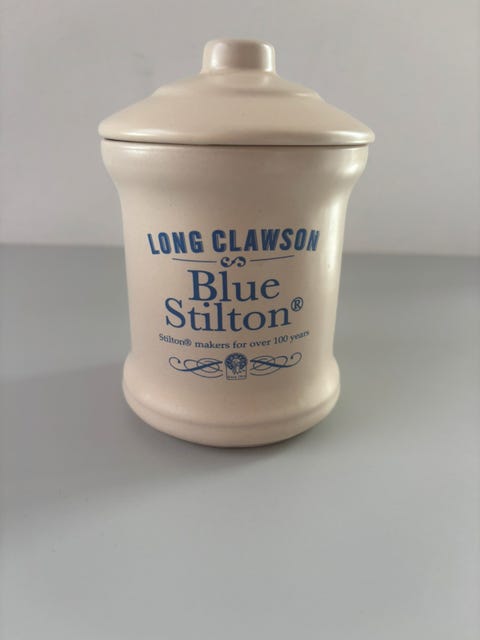 LONG CLAWSON
Blue
Stilton®
Stilton® makers for over 100 years